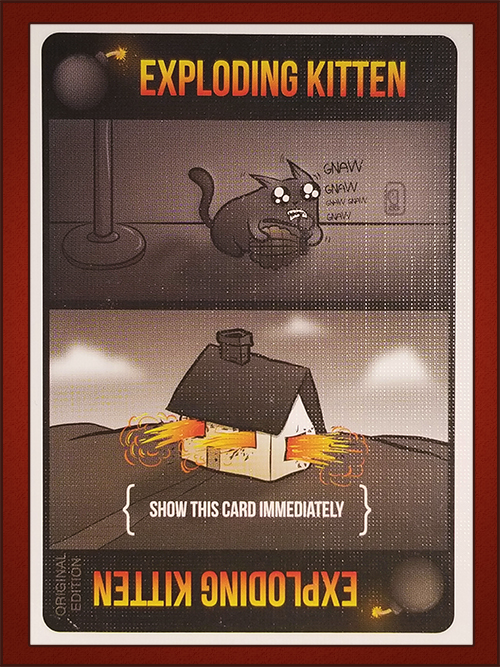 EXPLODING KITTEN
GNAW
GNAW
GNAW GNAW
GNAW
SHOW THIS CARD IMMEDIATELY
ORIGINAL
EDITION
EXPLODING KITTEN